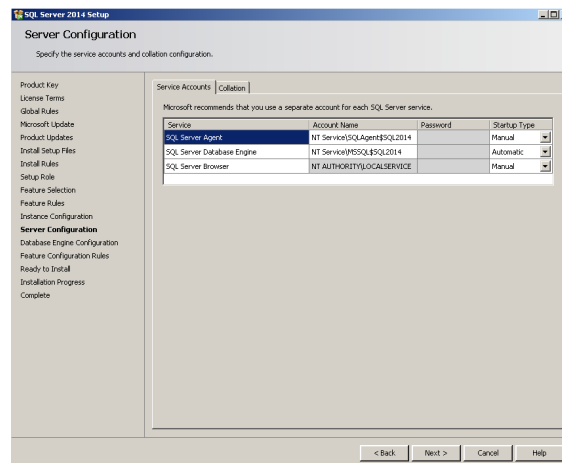 SQL Server 2014 Setup
Server Configuration
Specify the service accounts and collation configuration.
Product Key
License Terms
Global Rules
Microsoft Update
Product Updates
Install Setup Files
Install Rules
Setup Role
Feature Selection
Feature Rules
Instance Configuration
Server Configuration
Database Engine Configuration
Feature Configuration Rules
Ready to Install
Installation Progress
Complete
Service Accounts Collation
Microsoft recommends that you use a separate account for each SQL Server service.
Service Account Name Password Startup Type
SQL Server Agent NT Service\SQLAgent$SQL2014 Manual
SQL Server Database Engine NT Service\MSSQL$SQL2014 Automatic
SQL Server Browser NT AUTHORITY\LOCALSERVICE Manual
< Back Next > Cancel Help